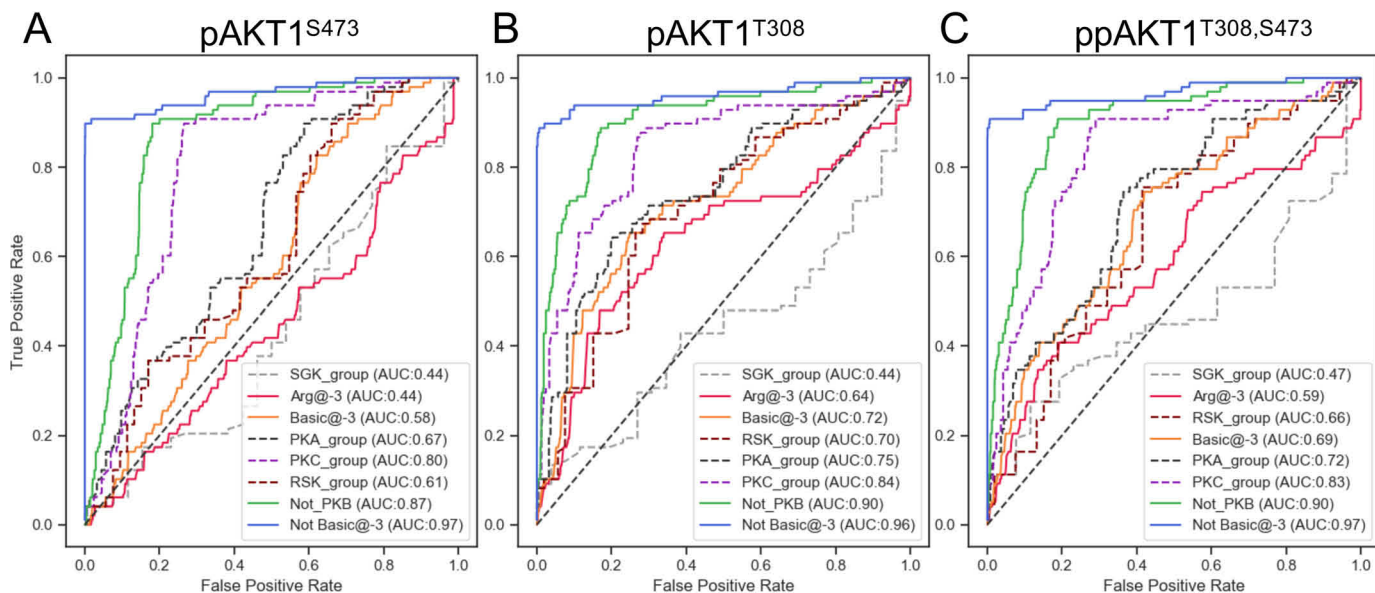 A pAKT1S473
B pAKT1T308
C ppAKT1T308,S473
True Positive Rate
1.0
0.8
0.6
0.4
0.2
0.0
SGK_group (AUC:0.44)
Arg@-3 (AUC:0.44)
Basic@-3 (AUC:0.58)
PKA_group (AUC:0.67)
PKC_group (AUC:0.80)
RSK_group (AUC:0.61)
Not_PKB (AUC:0.87)
Not Basic@-3 (AUC:0.97)
0.0 0.2 0.4 0.6 0.8 1.0
False Positive Rate
1.0
0.8
0.6
0.4
0.2
0.0
SGK_group (AUC:0.44)
Arg@-3 (AUC:0.64)
Basic@-3 (AUC:0.72)
RSK_group (AUC:0.70)
PKA_group (AUC:0.75)
PKC_group (AUC:0.84)
Not_PKB (AUC:0.90)
Not Basic@-3 (AUC:0.96)
0.0 0.2 0.4 0.6 0.8 1.0
False Positive Rate
1.0
0.8
0.6
0.4
0.2
0.0
SGK_group (AUC:0.47)
Arg@-3 (AUC:0.59)
RSK_group (AUC:0.66)
Basic@-3 (AUC:0.69)
PKA_group (AUC:0.72)
PKC_group (AUC:0.83)
Not_PKB (AUC:0.90)
Not Basic@-3 (AUC:0.97)
0.0 0.2 0.4 0.6 0.8 1.0
False Positive Rate